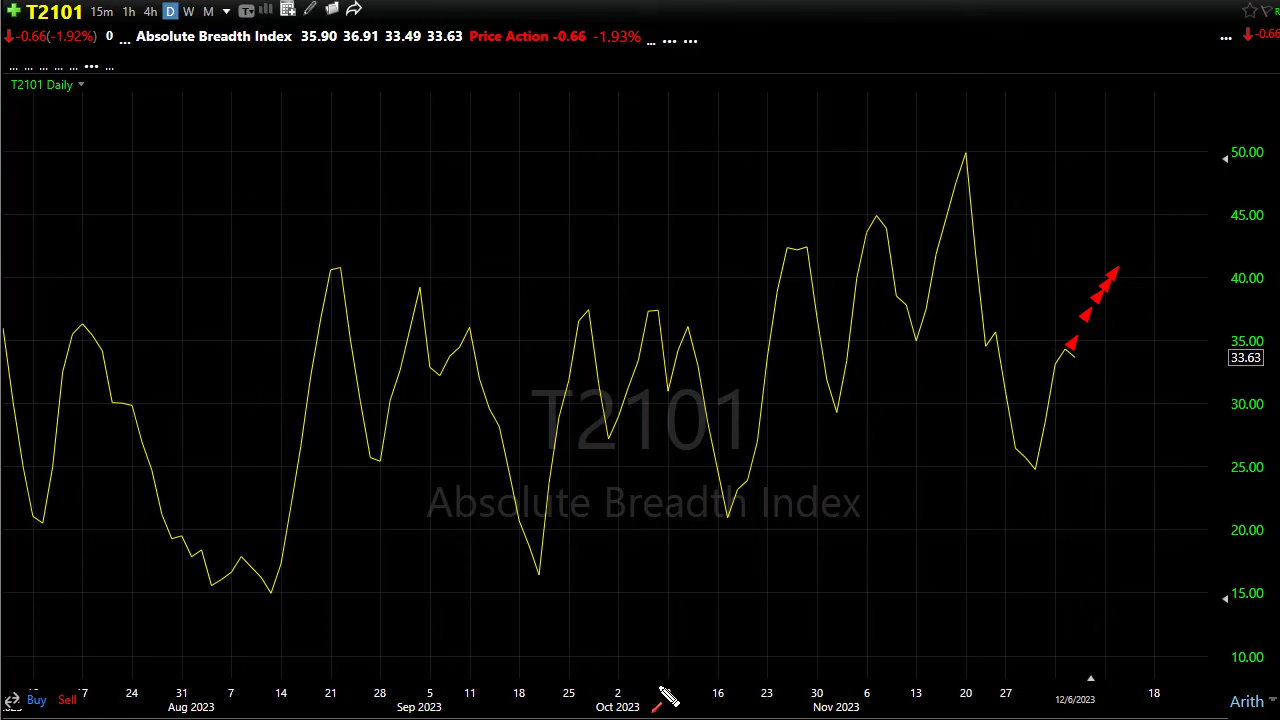 T2101 15m 1h 4h D W M
-0.66(-1.92%) 0 ... Absolute Breadth Index 35.90 36.91 33.49 33.63 Price Action -0.66 -1.93% ... ... ... ... -0.66
... ... ... ... ... ... ...
T2101 Daily
50.00
45.00
40.00
35.00
33.63
30.00
25.00
20.00
15.00
10.00
T2101
Absolute Breadth Index
Buy Sell
24 31 7 14 21 28 5 11 18 25 2 16 23 30 6 13 20 27 12/6/2023 18
Aug 2023 Sep 2023 Oct 2023 Nov 2023
Arith